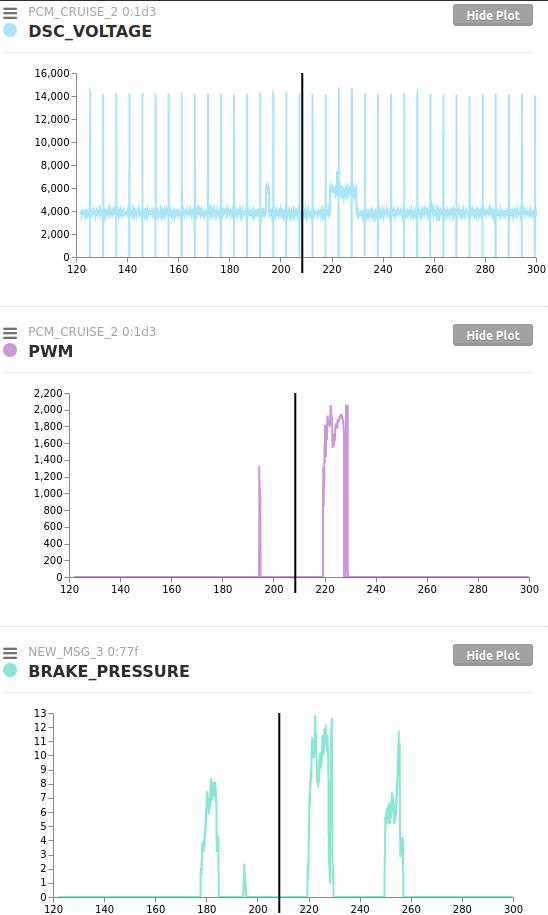 PCM_CRUISE_2 0:1d3
Hide Plot
DSC_VOLTAGE
16,000
14,000
12,000
10,000
8,000
6,000
4,000
2,000
0
120 140 160 180 200 220 240 260 280 300
PCM_CRUISE_2 0:1d3
Hide Plot
PWM
2,200
2,000
1,800
1,600
1,400
1,200
1,000
800
600
400
200
0
120 140 160 180 200 220 240 260 280 300
NEW_MSG_3 0:77f
Hide Plot
BRAKE_PRESSURE
13
12
11
10
9
8
7
6
5
4
3
2
1
0
120 140 160 180 200 220 240 260 280 300